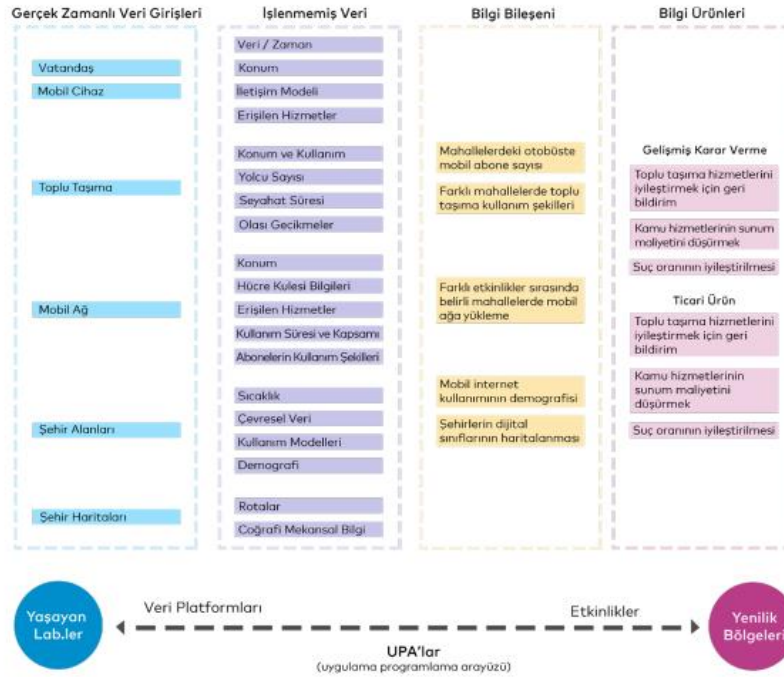 Gerçek Zamanlı Veri Girişleri
Vatandaş
Mobil Cihaz
Toplu Taşıma
Mobil Ağ
Şehir Alanları
Şehir Haritaları
İşlenmemiş Veri
Veri / Zaman
Konum
İletişim Modeli
Erişilen Hizmetler
Konum ve Kullanım
Yolcu Sayısı
Seyahat Süresi
Olası Gecikmeler
Konum
Hücre Kulesi Bilgileri
Erişilen Hizmetler
Kullanım Süresi ve Kapsamı
Abonelerin Kullanım Şekilleri
Sıcaklık
Çevresel Veri
Kullanım Modelleri
Demografi
Rotalar
Coğrafi Mekansal Bilgi
Bilgi Bileşeni
Mahallelerdeki otobüste
mobil abone sayısı
Farklı mahallelerde toplu
taşıma kullanım şekilleri
Farklı etkinlikler sırasında
belirli mahallelerde mobil
ağa yükleme
Mobil internet
kullanımının demografisi
Şehirlerin dijital
sınıflarının haritalanması
Bilgi Ürünleri
Gelişmiş Karar Verme
Toplu taşıma hizmetlerini
iyileştirmek için geri
bildirim
Kamu hizmetlerinin sunum
maliyetini düşürmek
Suç oranının iyileştirilmesi
Ticari Ürün
Toplu taşıma hizmetlerini
iyileştirmek için geri
bildirim
Kamu hizmetlerinin
sunum maliyetini
düşürmek
Suç oranının iyileştirilmesi
Yaşayan
Lab.ler
Veri Platformları
Etkinlikler
UPA'lar
(uygulama programlama arayüzü)
Yenilik
Bölgeleri